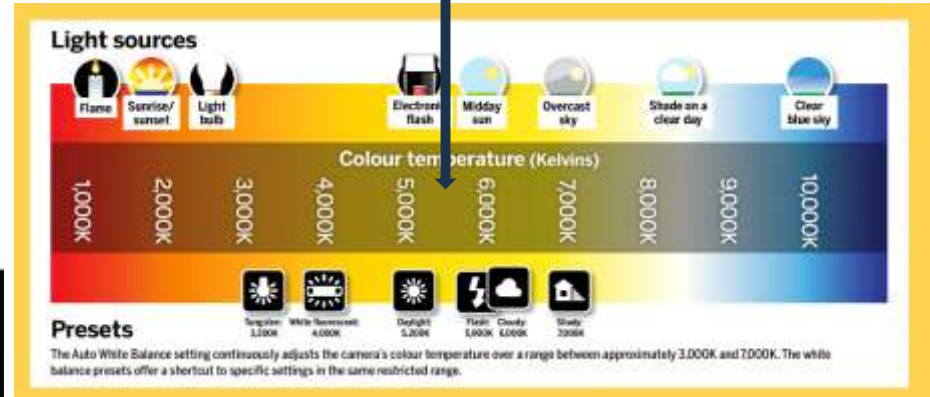 Light sources
Flame
Sunrise/
sunset
Light
bulb
Electroni
flash
Midday
sun
Overcast
sky
Shade on a
clear day
Clear
blue sky
Colour temperature (Kelvins)
1,000K
2,000K
3,000K
4,000K
5,000K
6,000K
7,000K
8,000K
9,000K
10,000K
Tungsten:
3,200K
White fluorescent:
4,000K
Daylight:
5,200K
Flash:
Cloudy:
6,000K
Shady:
7,000K
Presets
The Auto White Balance setting continuously adjusts the camera's colour temperature over a range between approximately 3,000K and 7,000K. The white
balance presets offer a shortcut to specific settings in the same restricted range.